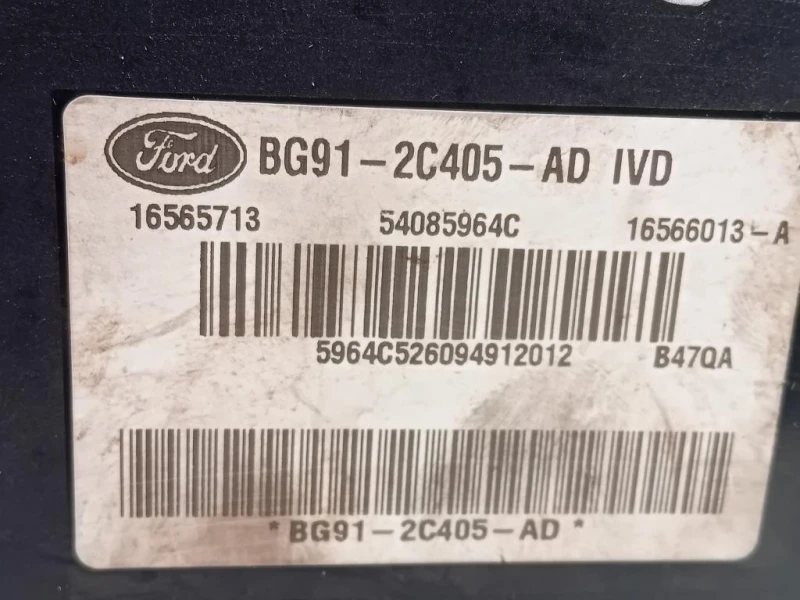 Ford BG91-2C405-AD IVD
16565713 54085964C 16566013-A
5964C526094912012 B47QA
*BG91-2C405-AD*